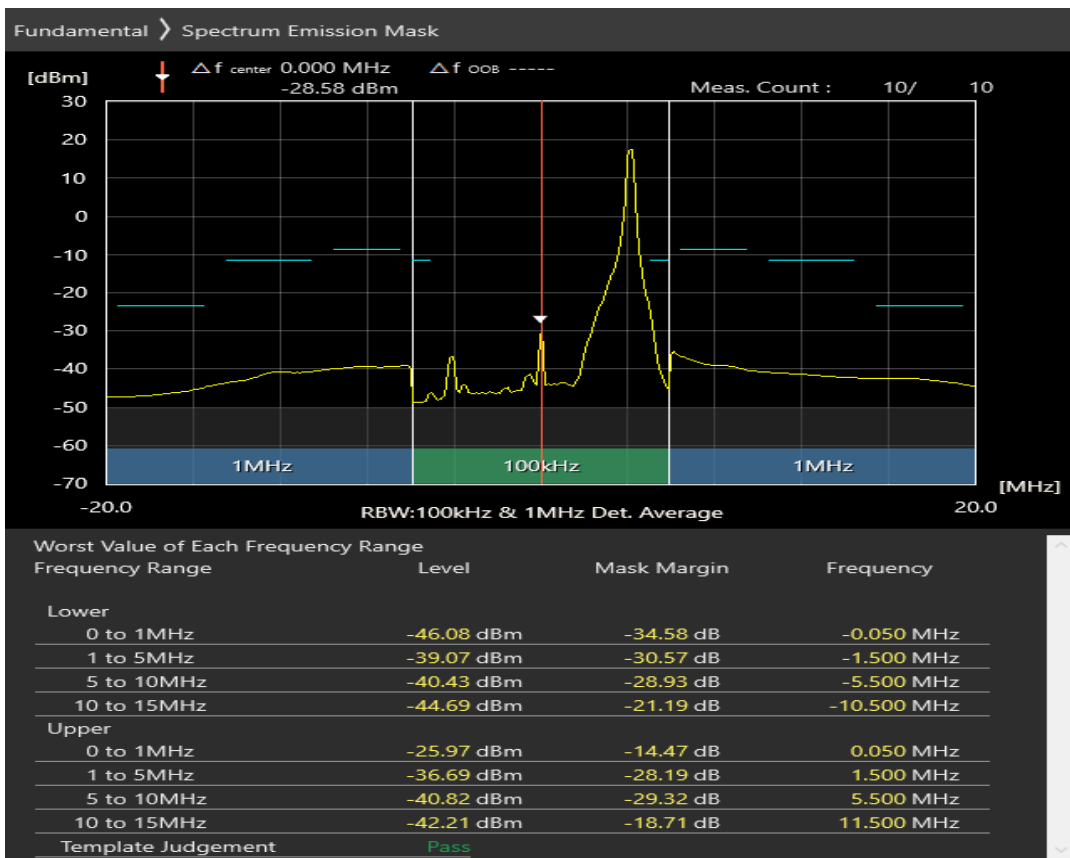 Fundamental ❭ Spectrum Emission Mask
[dBm]
△f center 0.000 MHz △f OOB -----
-28.58 dBm
Meas. Count : 10/ 10
30
20
10
0
-10
-20
-30
-40
-50
-60
-70
1MHz 100kHz 1MHz
[MHz]
-20.0 RBW:100kHz & 1MHz Det. Average 20.0
Worst Value of Each Frequency Range
Frequency Range Level Mask Margin Frequency
Lower
0 to 1MHz -46.08 dBm -34.58 dB -0.050 MHz
1 to 5MHz -39.07 dBm -30.57 dB -1.500 MHz
5 to 10MHz -40.43 dBm -28.93 dB -5.500 MHz
10 to 15MHz -44.69 dBm -21.19 dB -10.500 MHz
Upper
0 to 1MHz -25.97 dBm -14.47 dB 0.050 MHz
1 to 5MHz -36.69 dBm -28.19 dB 1.500 MHz
5 to 10MHz -40.82 dBm -29.32 dB 5.500 MHz
10 to 15MHz -42.21 dBm -18.71 dB 11.500 MHz
Template Judgement Pass